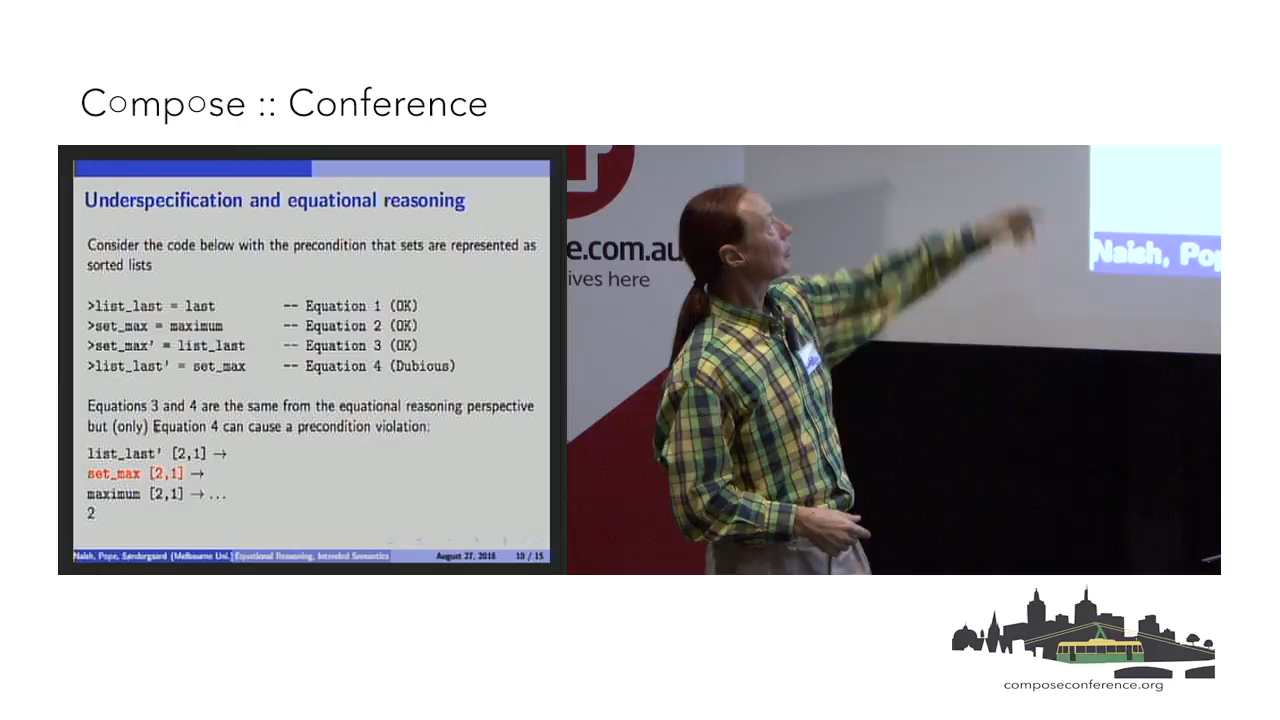 Compose :: Conference
Underspecification and equational reasoning
Consider the code below with the precondition that sets are represented as
sorted lists
>list_last = last -- Equation 1 (OK)
>set_max = maximum -- Equation 2 (OK)
>set_max' = list_last -- Equation 3 (OK)
>list_last' = set_max -- Equation 4 (Dubious)
Equations 3 and 4 are the same from the equational reasoning perspective
but (only) Equation 4 can cause a precondition violation:
list_last' [2,1] →
set_max [2,1] →
maximum [2,1] → ...
2
Naish, Pope, Søndergaard (Melbourne Uni.) Equational Reasoning, Intended Semantics August 27, 2016 10 / 15
e.com.au
ives here
Naish, Pop
composeconference.org